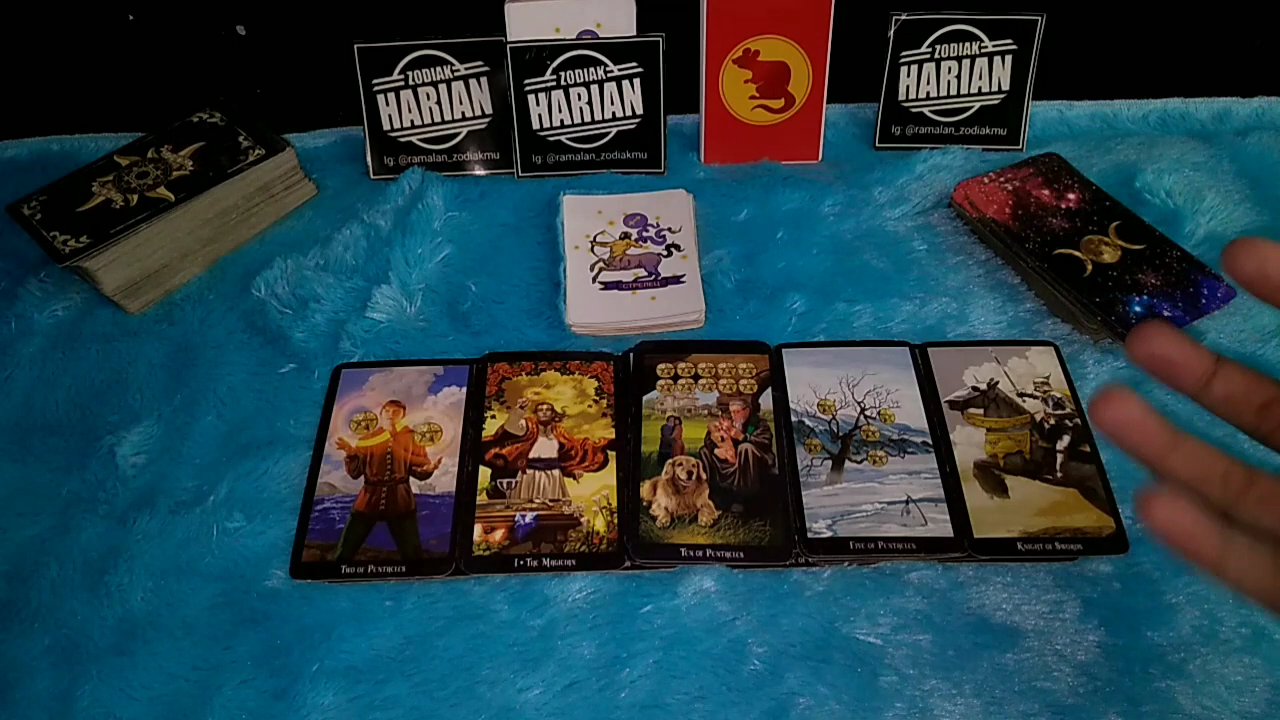 ZODIAK
HARIAN
Ig: @ramalan_zodiakmu
ZODIAK
HARIAN
Ig: @ramalan_zodiakmu
ZODIAK
HARIAN
Ig: @ramalan_zodiakmu
СТРЕЛЕЦ
TWO OF PENTACLES
I • THE MAGICIAN
TEN OF PENTACLES
FIVE OF PENTACLES
KNIGHT OF SWORDS